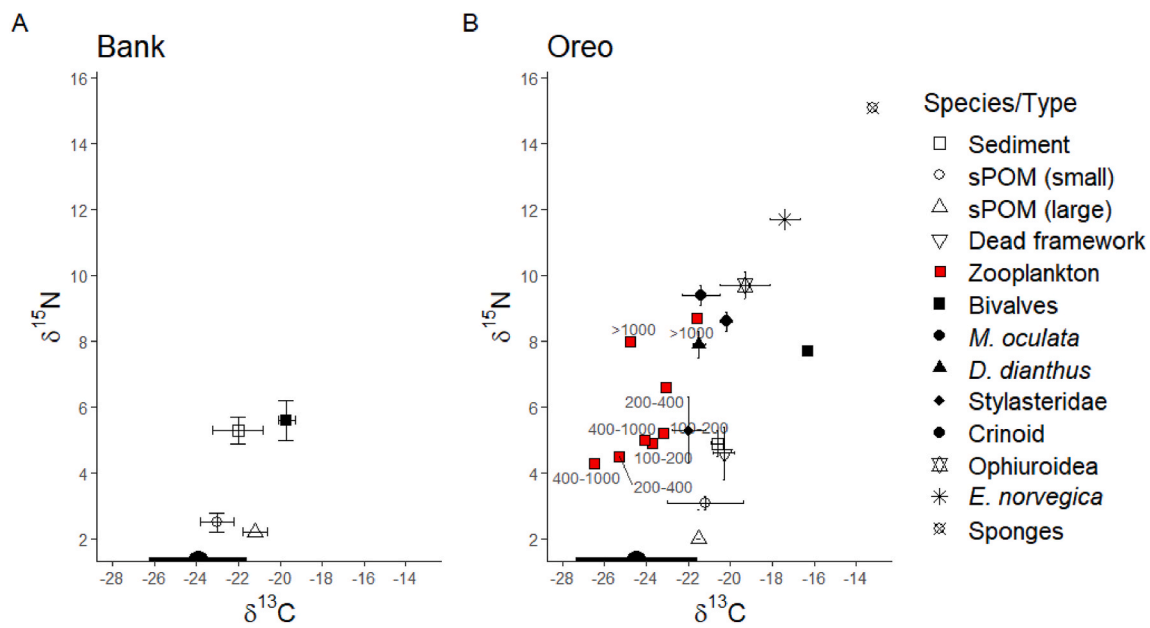 A
Bank
16
14
12
10
8
6
4
2
δ15N
-28
-26
-24
-22
-20
-18
-16
-14
δ13C
B
Oreo
16
14
12
10
8
6
4
2
δ15N
>1000
>1000
200-400
400-1000
100-200
100-200
400-1000
200-400
-28
-26
-24
-22
-20
-18
-16
-14
δ13C
Species/Type
Sediment
sPOM (small)
sPOM (large)
Dead framework
Zooplankton
Bivalves
M. oculata
D. dianthus
Stylasteridae
Crinoid
Ophiuroidea
E. norvegica
Sponges